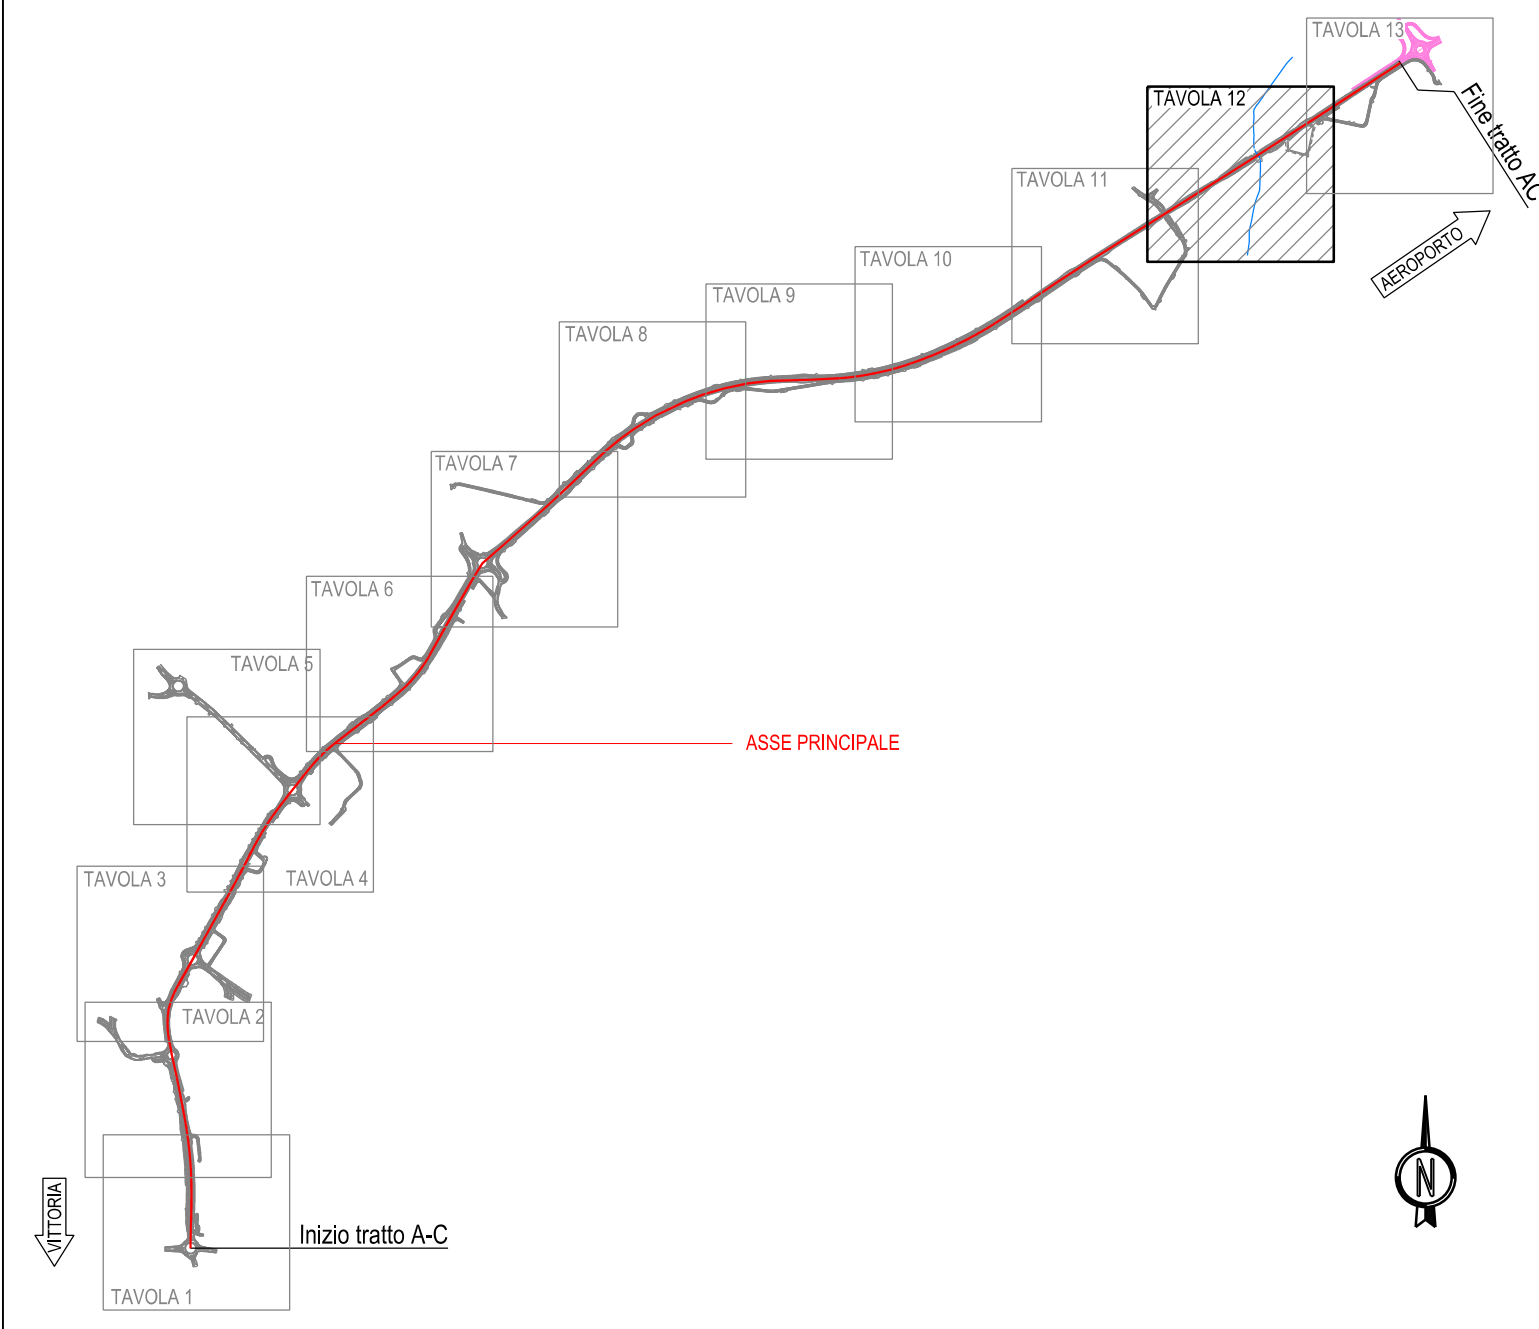 TAVOLA 13
TAVOLA 12
Fine tratto AC
TAVOLA 11
AEROPORTO
TAVOLA 10
TAVOLA 9
TAVOLA 8
TAVOLA 7
TAVOLA 6
TAVOLA 5
ASSE PRINCIPALE
TAVOLA 3
TAVOLA 4
TAVOLA 2
VITTORIA
N
Inizio tratto A-C
TAVOLA 1